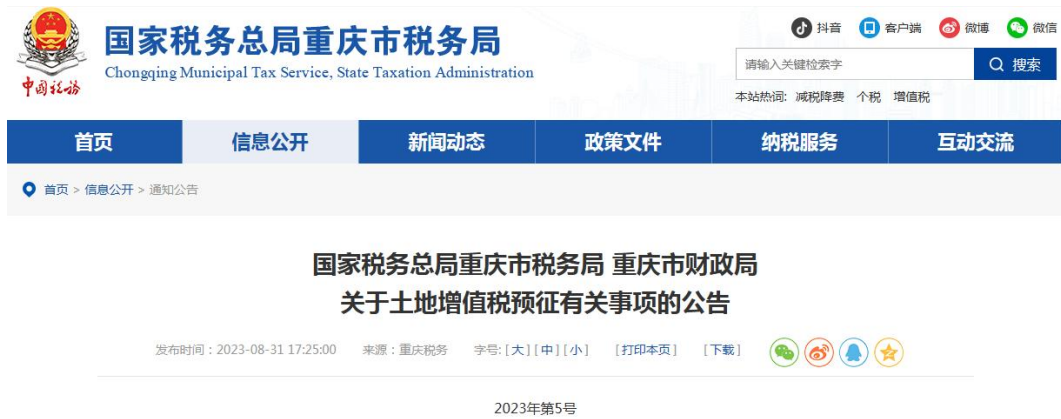 抖音 客户端 微博 微信
国家税务总局重庆市税务局
Chongqing Municipal Tax Service, State Taxation Administration
中国税务
请输入关键检索字 搜索
本站热词: 减税降费 个税 增值税
首页 信息公开 新闻动态 政策文件 纳税服务 互动交流
首页 > 信息公开 > 通知公告
国家税务总局重庆市税务局 重庆市财政局
关于土地增值税预征有关事项的公告
发布时间：2023-08-31 17:25:00 来源：重庆税务 字号:[大][中][小] [打印本页] [下载]
2023年第5号